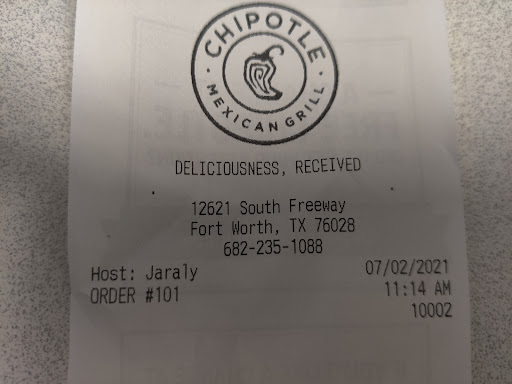 CHIPOTLE
MEXICAN GRILL
DELICIOUSNESS, RECEIVED
12621 South Freeway
Fort Worth, TX 76028
682-235-1088
Host: Jaraly 07/02/2021
ORDER #101 11:14 AM
10002